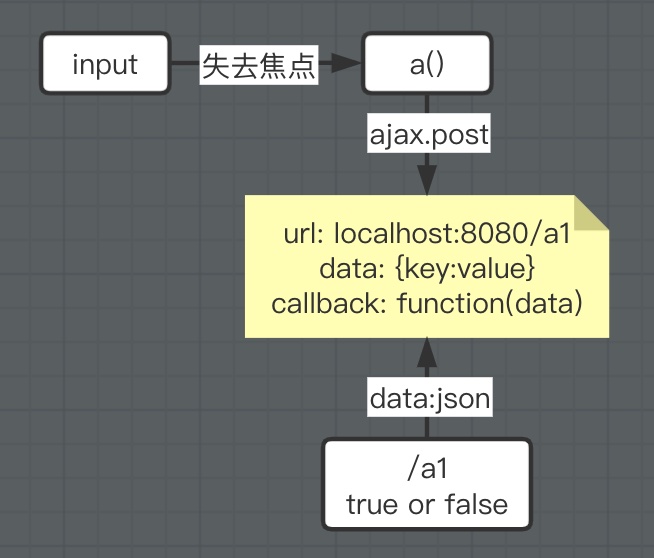 input
失去焦点
a()
ajax.post
url: localhost:8080/a1
data: {key:value}
callback: function(data)
data:json
/a1
true or false